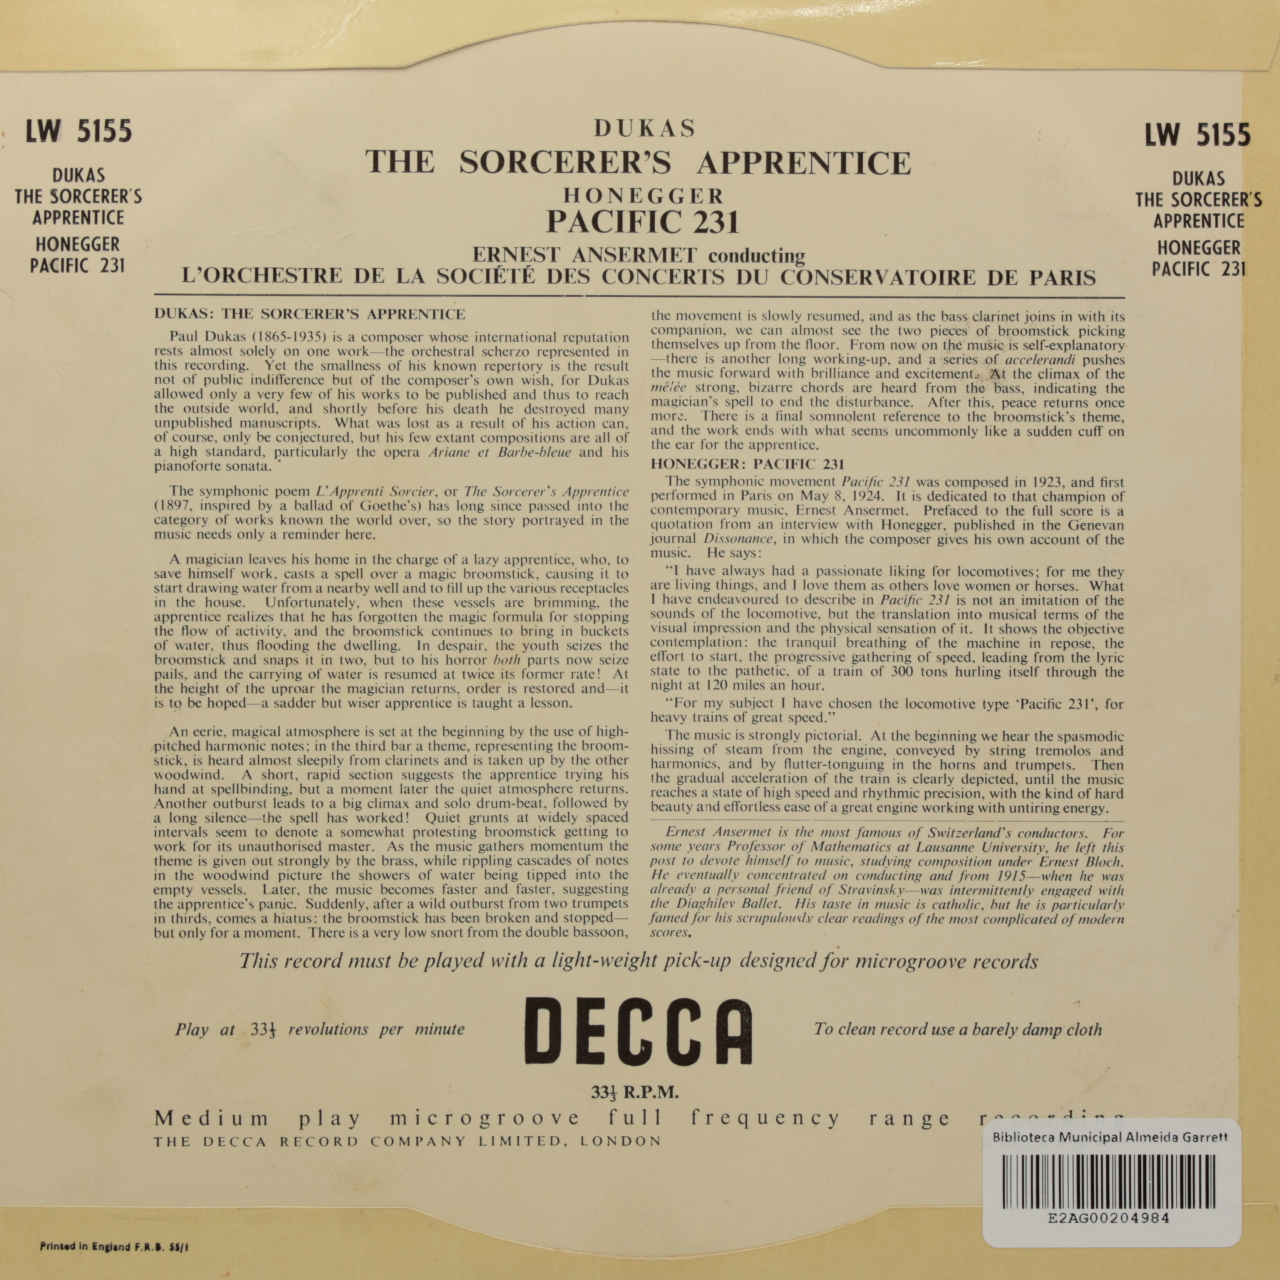 LW 5155
DUKAS
THE SORCERER'S
APPRENTICE
HONEGGER
PACIFIC 231
DUKAS
THE SORCERER'S APPRENTICE
HONEGGER
PACIFIC 231
ERNEST ANSERMET conducting
L'ORCHESTRE DE LA SOCIÉTÉ DES CONCERTS DU CONSERVATOIRE DE PARIS
LW 5155
DUKAS
THE SORCERER'S
APPRENTICE
HONEGGER
PACIFIC 231
DUKAS: THE SORCERER'S APPRENTICE
Paul Dukas (1865-1935) is a composer whose international reputation
rests almost solely on one work—the orchestral scherzo represented in
this recording. Yet the smallness of his known repertory is the result
not of public indifference but of the composer's own wish, for Dukas
allowed only a very few of his works to be published and thus to reach
the outside world, and shortly before his death he destroyed many
unpublished manuscripts. What was lost as a result of his action can,
of course, only be conjectured, but his few extant compositions are all of
a high standard, particularly the opera Ariane et Barbe-bleue and his
pianoforte sonata.
The symphonic poem L'Apprenti Sorcier, or The Sorcerer's Apprentice
(1897, inspired by a ballad of Goethe's) has long since passed into the
category of works known the world over, so the story portrayed in the
music needs only a reminder here.
A magician leaves his home in the charge of a lazy apprentice, who, to
save himself work, casts a spell over a magic broomstick, causing it to
start drawing water from a nearby well and to fill up the various receptacles
in the house. Unfortunately, when these vessels are brimming, the
apprentice realizes that he has forgotten the magic formula for stopping
the flow of activity, and the broomstick continues to bring in buckets
of water, thus flooding the dwelling. In despair, the youth seizes the
broomstick and snaps it in two, but to his horror both parts now seize
pails, and the carrying of water is resumed at twice its former rate! At
the height of the uproar the magician returns, order is restored and—it
is to be hoped—a sadder but wiser apprentice is taught a lesson.
An eerie, magical atmosphere is set at the beginning by the use of high-
pitched harmonic notes; in the third bar a theme, representing the broom-
stick, is heard almost sleepily from clarinets and is taken up by the other
woodwind. A short, rapid section suggests the apprentice trying his
hand at spellbinding, but a moment later the quiet atmosphere returns.
Another outburst leads to a big climax and solo drum-beat, followed by
a long silence—the spell has worked! Quiet grunts at widely spaced
intervals seem to denote a somewhat protesting broomstick getting to
work for its unauthorised master. As the music gathers momentum the
theme is given out strongly by the brass, while rippling cascades of notes
in the woodwind picture the showers of water being tipped into the
empty vessels. Later, the music becomes faster and faster, suggesting
the apprentice's panic. Suddenly, after a wild outburst from two trumpets
in thirds, comes a hiatus: the broomstick has been broken and stopped—
but only for a moment. There is a very low snort from the double bassoon,
the movement is slowly resumed, and as the bass clarinet joins in with its
companion, we can almost see the two pieces of broomstick picking
themselves up from the floor. From now on the music is self-explanatory
—there is another long working-up, and a series of accelerandi pushes
the music forward with brilliance and excitement. At the climax of the
mêlée strong, bizarre chords are heard from the bass, indicating the
magician's spell to end the disturbance. After this, peace returns once
more. There is a final somnolent reference to the broomstick's theme,
and the work ends with what seems uncommonly like a sudden cuff on
the ear for the apprentice.
HONEGGER: PACIFIC 231
The symphonic movement Pacific 231 was composed in 1923, and first
performed in Paris on May 8, 1924. It is dedicated to that champion of
contemporary music, Ernest Ansermet. Prefaced to the full score is a
quotation from an interview with Honegger, published in the Genevan
journal Dissonance, in which the composer gives his own account of the
music. He says:
"I have always had a passionate liking for locomotives; for me they
are living things, and I love them as others love women or horses. What
I have endeavoured to describe in Pacific 231 is not an imitation of the
sounds of the locomotive, but the translation into musical terms of the
visual impression and the physical sensation of it. It shows the objective
contemplation: the tranquil breathing of the machine in repose, the
effort to start, the progressive gathering of speed, leading from the lyric
state to the pathetic, of a train of 300 tons hurling itself through the
night at 120 miles an hour.
"For my subject I have chosen the locomotive type 'Pacific 231', for
heavy trains of great speed."
The music is strongly pictorial. At the beginning we hear the spasmodic
hissing of steam from the engine, conveyed by string tremolos and
harmonics, and by flutter-tonguing in the horns and trumpets. Then
the gradual acceleration of the train is clearly depicted, until the music
reaches a state of high speed and rhythmic precision, with the kind of hard
beauty and effortless ease of a great engine working with untiring energy.
Ernest Ansermet is the most famous of Switzerland's conductors. For
some years Professor of Mathematics at Lausanne University, he left this
post to devote himself to music, studying composition under Ernest Bloch.
He eventually concentrated on conducting and from 1915—when he was
already a personal friend of Stravinsky—was intermittently engaged with
the Diaghilev Ballet. His taste in music is catholic, but he is particularly
famed for his scrupulously clear readings of the most complicated of modern
scores.
This record must be played with a light-weight pick-up designed for microgroove records
Play at 33⅓ revolutions per minute
DECCA
To clean record use a barely damp cloth
33⅓ R.P.M.
Medium play microgroove full frequency range recording
THE DECCA RECORD COMPANY LIMITED, LONDON
Biblioteca Municipal Almeida Garrett
E2AG00204984
Printed in England F.R.B. 55/1